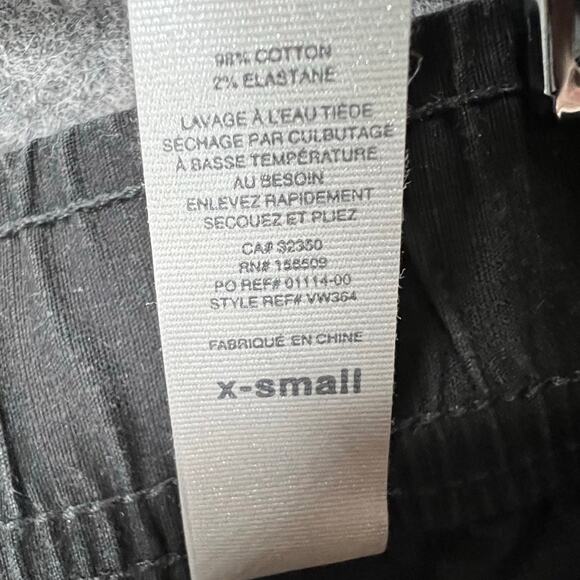 98% COTTON
2% ELASTANE
LAVAGE À L'EAU TIÈDE
SÉCHAGE PAR CULBUTAGE
À BASSE TEMPÉRATURE
AU BESOIN
ENLEVEZ RAPIDEMENT
SECOUEZ ET PLIEZ
CA# 32350
RN# 155509
PO REF# 01114-00
STYLE REF# VW364
FABRIQUÉ EN CHINE
x-small